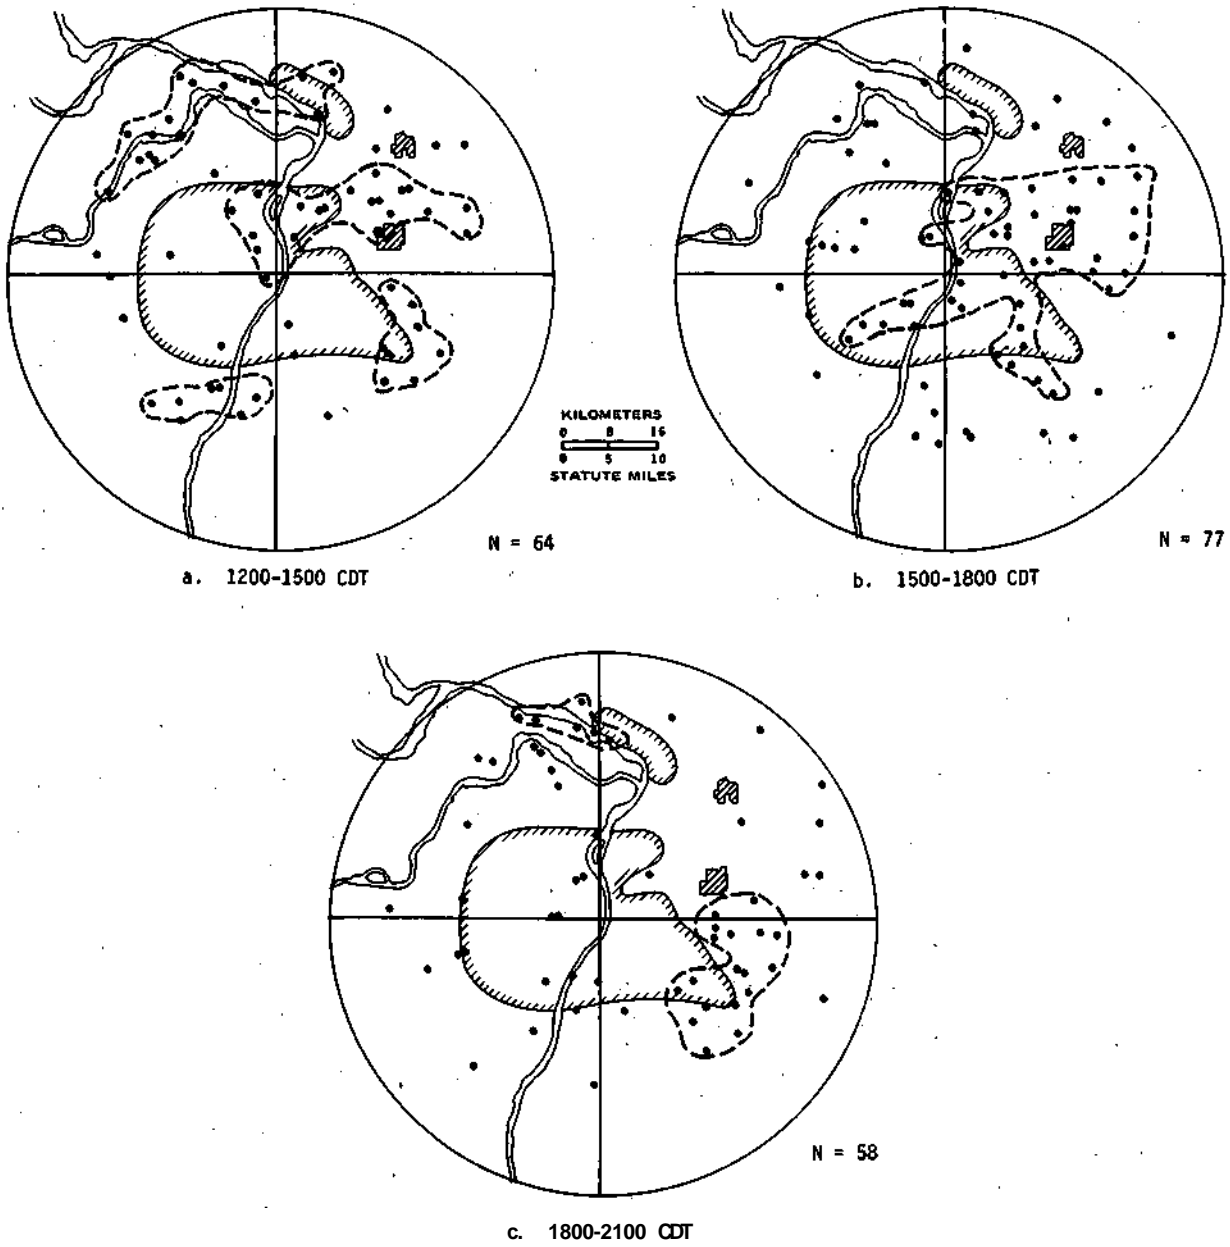 KILOMETERS
0 8 16
0 5 10
STATUTE MILES
N = 64
N = 77
a. 1200-1500 CDT
b. 1500-1800 CDT
N = 58
c. 1800-2100 CDT